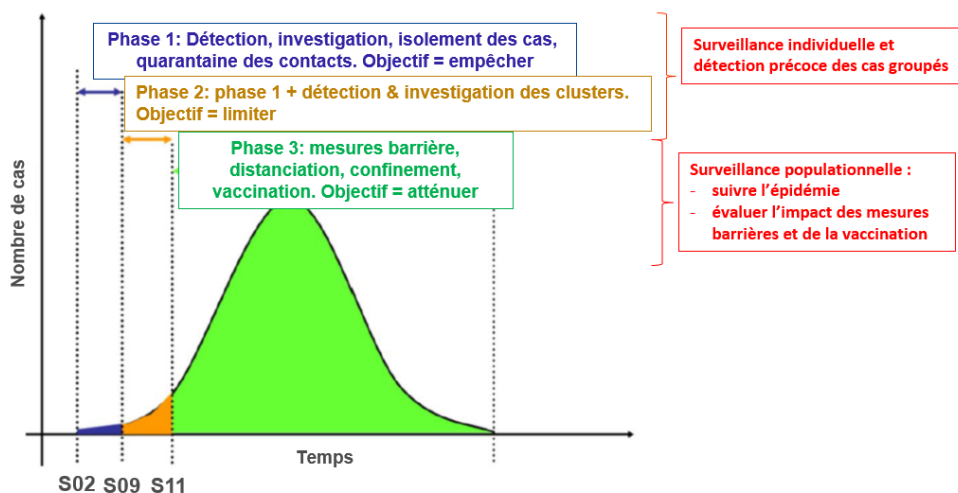 Phase 1: Détection, investigation, isolement des cas,
quarantaine des contacts. Objectif = empêcher
Phase 2: phase 1 + détection & investigation des clusters.
Objectif = limiter
Phase 3: mesures barrière,
distanciation, confinement,
vaccination. Objectif = atténuer
Surveillance individuelle et
détection précoce des cas groupés
Surveillance populationnelle :
- suivre l’épidémie
- évaluer l’impact des mesures
barrières et de la vaccination
Nombre de cas
Temps
S02 S09 S11